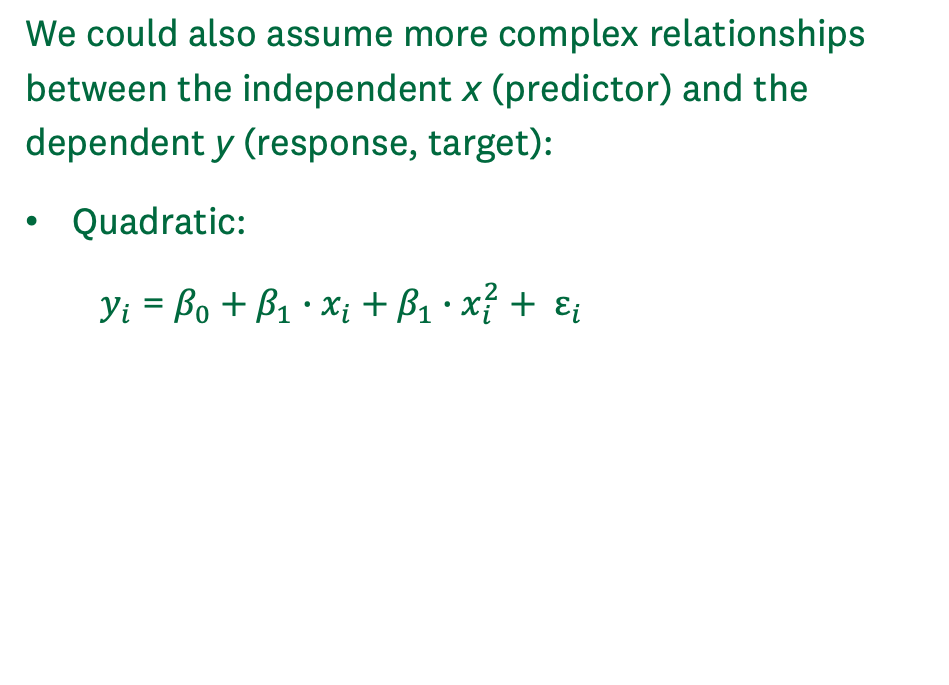 We could also assume more complex relationships
between the independent x (predictor) and the
dependent y (response, target):
• Quadratic:
yᵢ = β₀ + β₁ · xᵢ + β₁ · xᵢ² + εᵢ